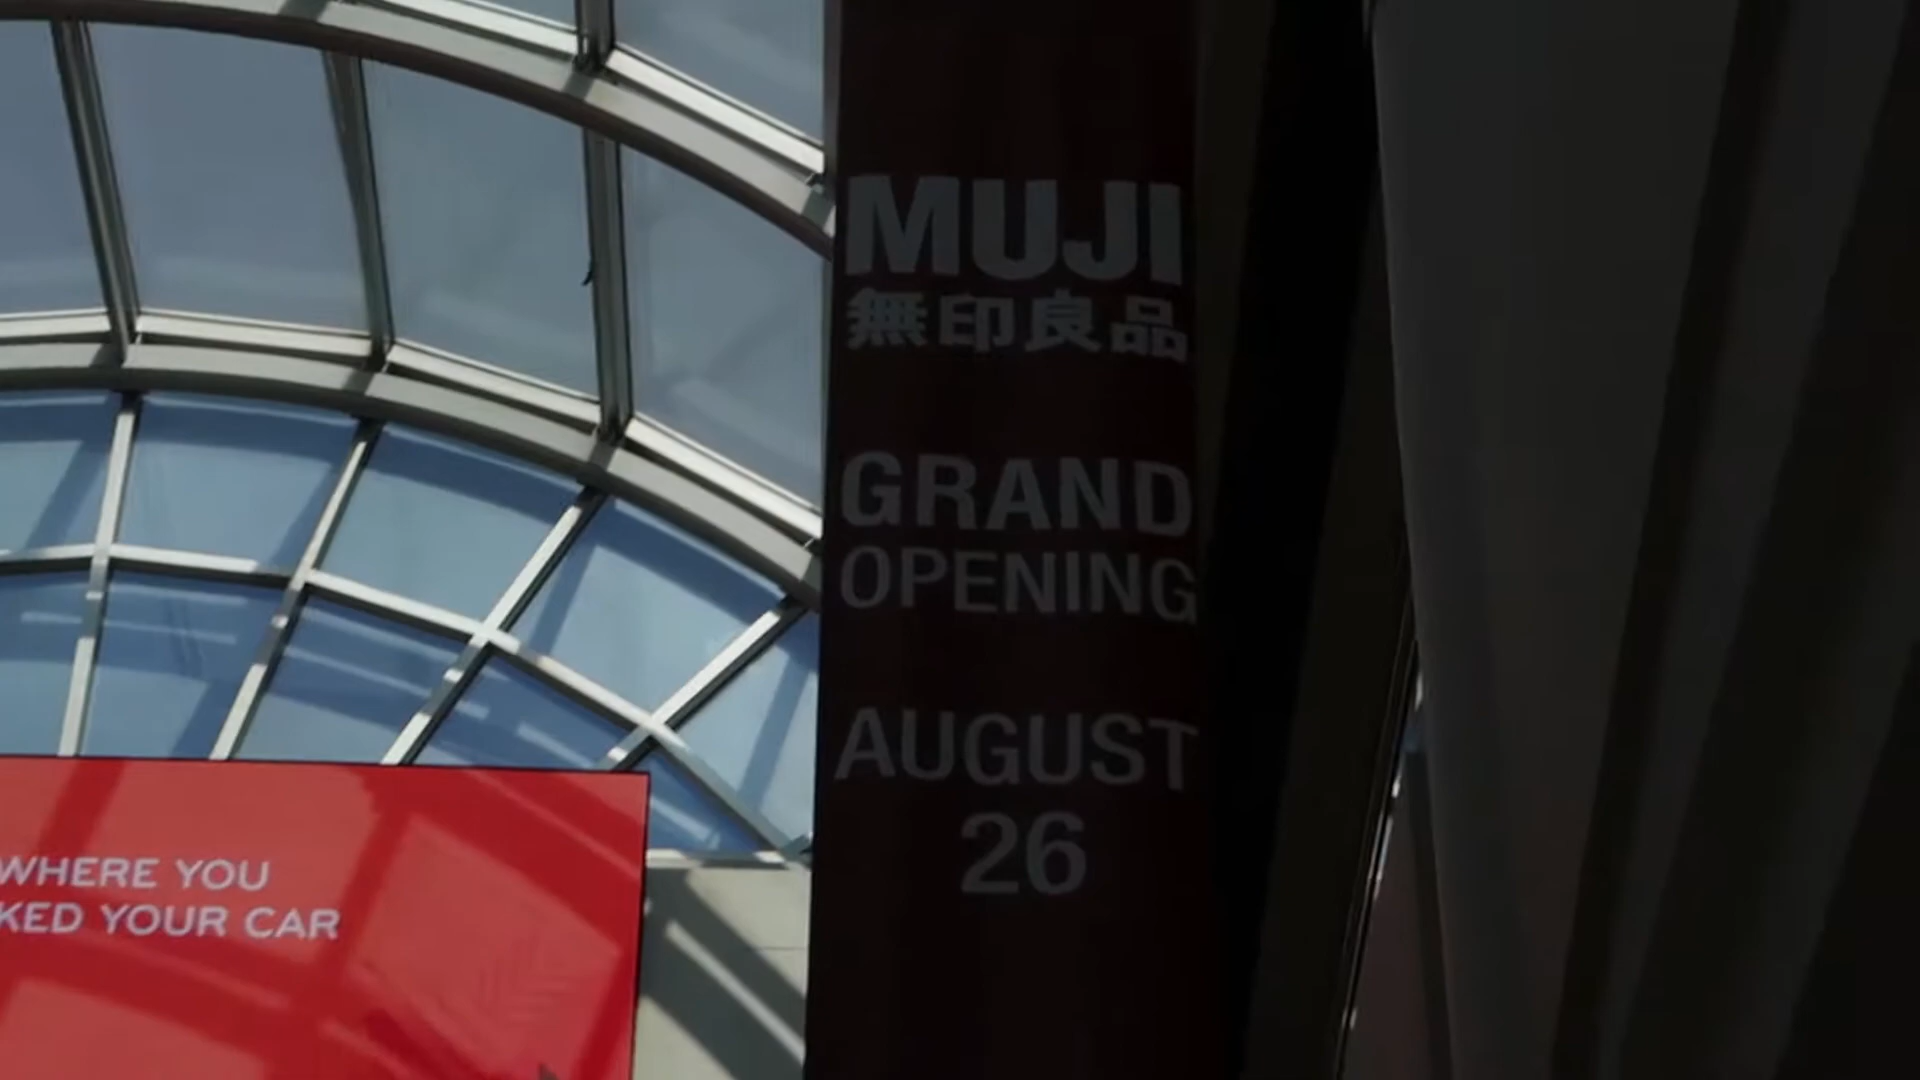 MUJI
無印良品
GRAND
OPENING
AUGUST
26
WHERE YOU
KED YOUR CAR